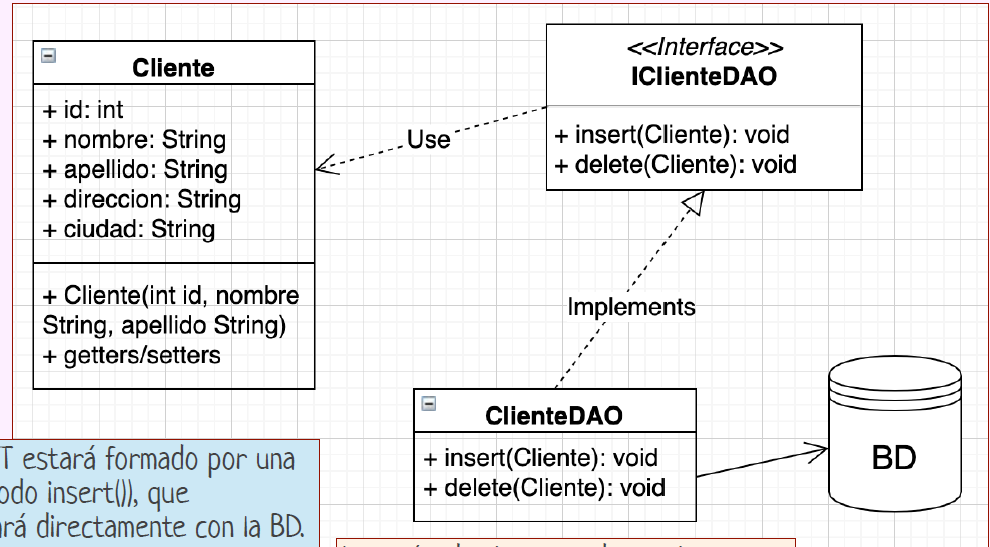 Cliente
+ id: int
+ nombre: String
+ apellido: String
+ direccion: String
+ ciudad: String
+ Cliente(int id, nombre
String, apellido String)
+ getters/setters
Use
<<Interface>>
IClienteDAO
+ insert(Cliente): void
+ delete(Cliente): void
Implements
ClienteDAO
+ insert(Cliente): void
+ delete(Cliente): void
BD
T estará formado por una
odo insert()), que
ará directamente con la BD.